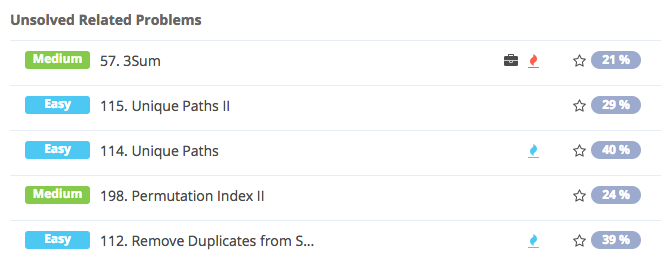 Unsolved Related Problems
Medium 57. 3Sum 21 %
Easy 115. Unique Paths II 29 %
Easy 114. Unique Paths 40 %
Medium 198. Permutation Index II 24 %
Easy 112. Remove Duplicates from S... 39 %